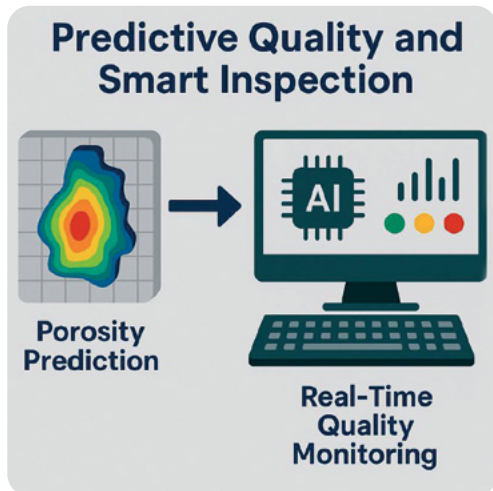 Predictive Quality and
Smart Inspection
AI
Porosity
Prediction
Real-Time
Quality
Monitoring